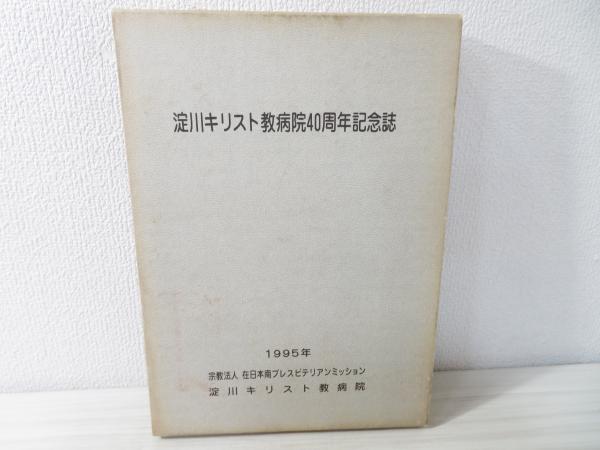 淀川キリスト教病院40周年記念誌
1995年
宗教法人 在日本南プレスビテリアンミッション
淀川キリスト教病院